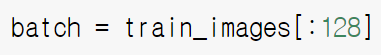 batch = train_images[:128]